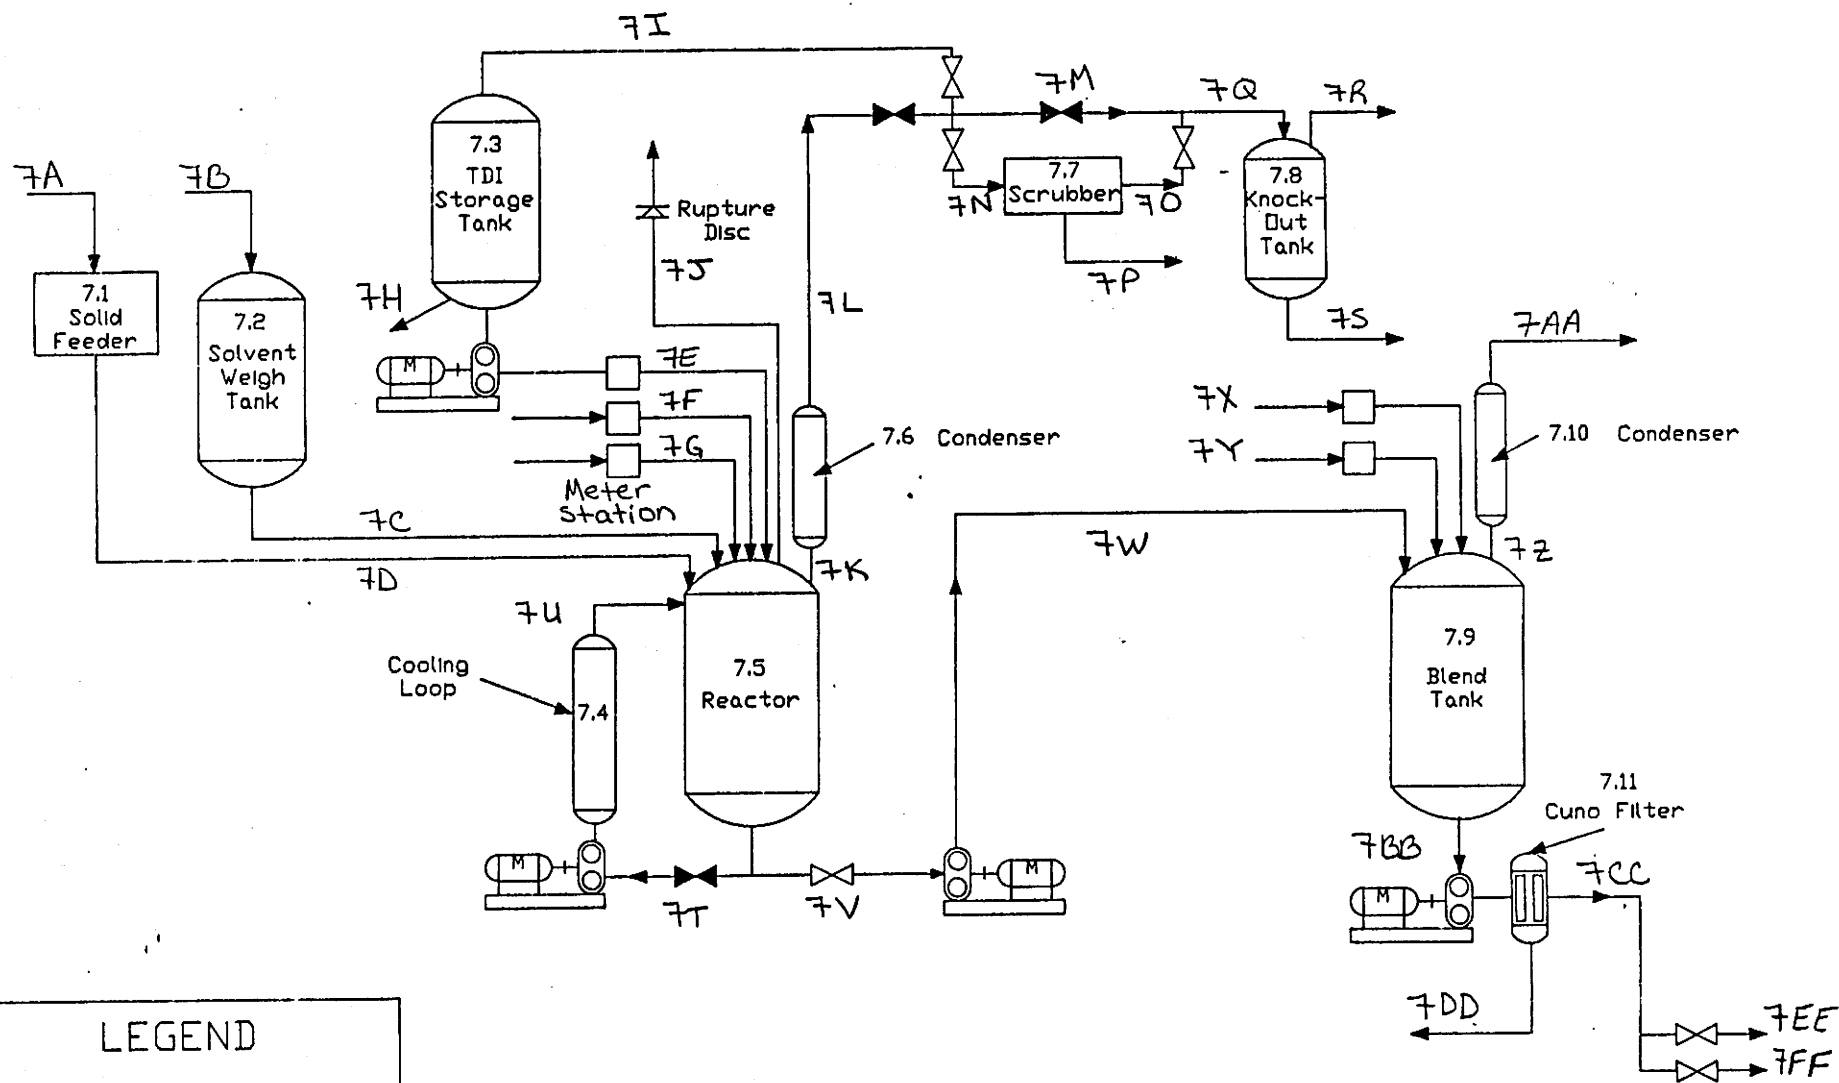 7I
7M
7Q
7R
7A
7B
7.3
TDI
Storage
Tank
7.7
Scrubber
7N
7O
7.8
Knock-
Out
Tank
Rupture
Disc
7J
7P
7H
7L
7S
7AA
7.1
Solid
Feeder
7.2
Solvent
Weigh
Tank
M
7E
7F
7G
Meter
Station
7.6 Condenser
7X
7Y
7.10 Condenser
7C
7D
7K
7W
7Z
7U
Cooling
Loop
7.4
7.5
Reactor
7.9
Blend
Tank
7.11
Cuno Filter
M
7T
7V
M
7BB
M
7CC
7DD
7EE
7FF
LEGEND